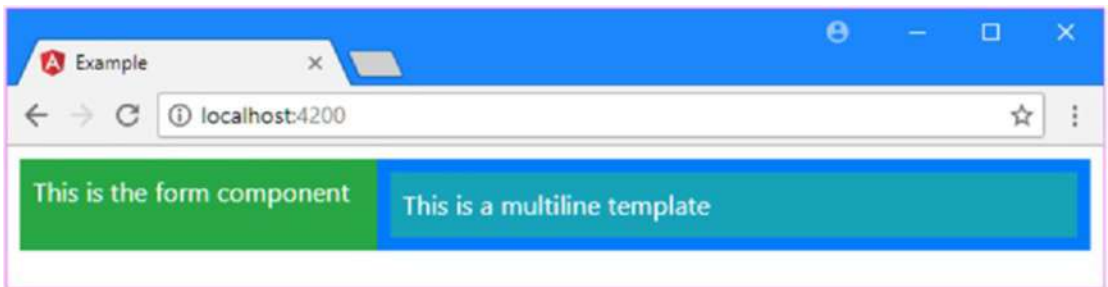 Example
localhost:4200
This is the form component
This is a multiline template